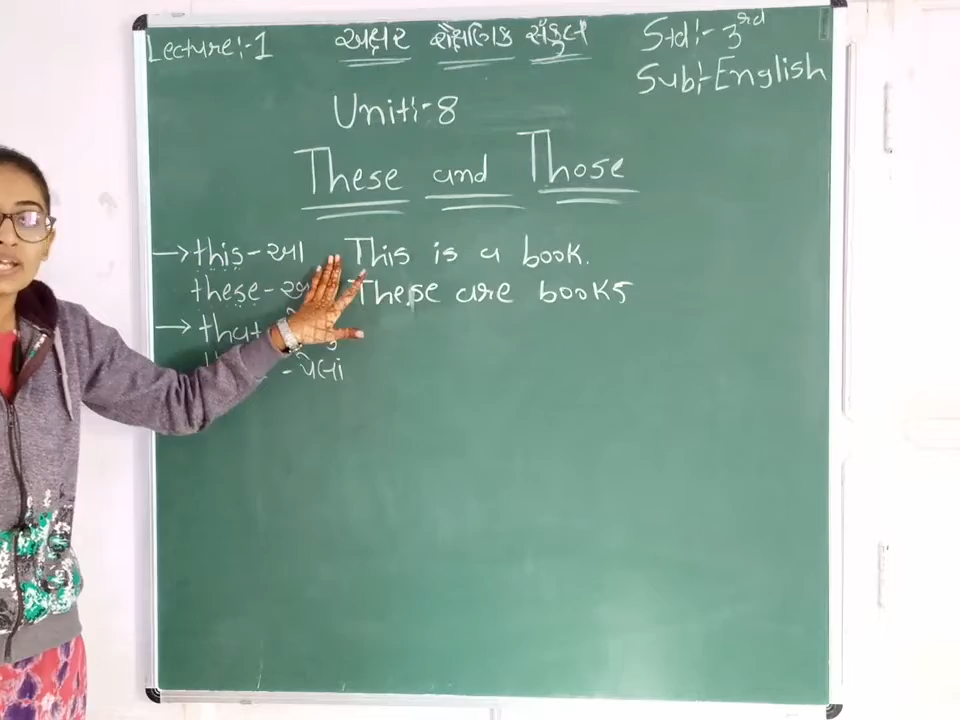 Lecture:-1 અક્ષર શૈક્ષણિક સંકુલ Std:- 3rd
Sub:-English
Unit:-8
These and Those
→ this-આ This is a book.
these- These are books
→ that
-પેલાં